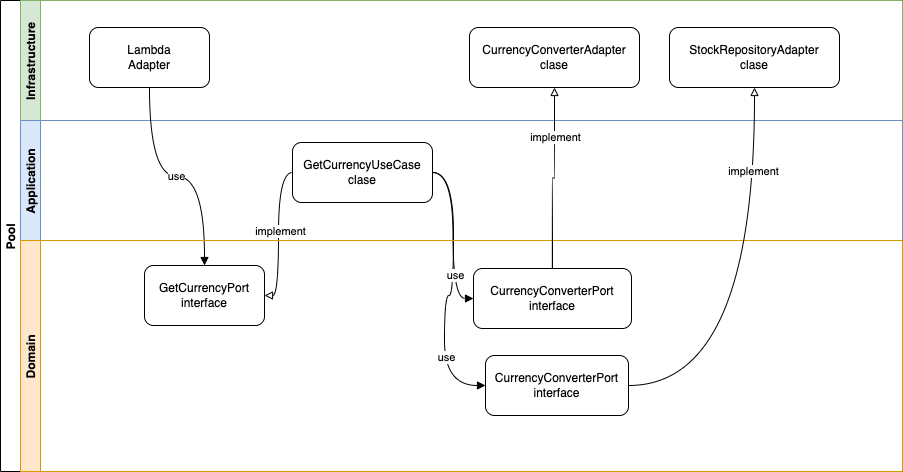 Pool
Infrastructure
Lambda
Adapter
CurrencyConverterAdapter
clase
StockRepositoryAdapter
clase
implement
implement
use
Application
GetCurrencyUseCase
clase
implement
Domain
GetCurrencyPort
interface
use
CurrencyConverterPort
interface
use
CurrencyConverterPort
interface